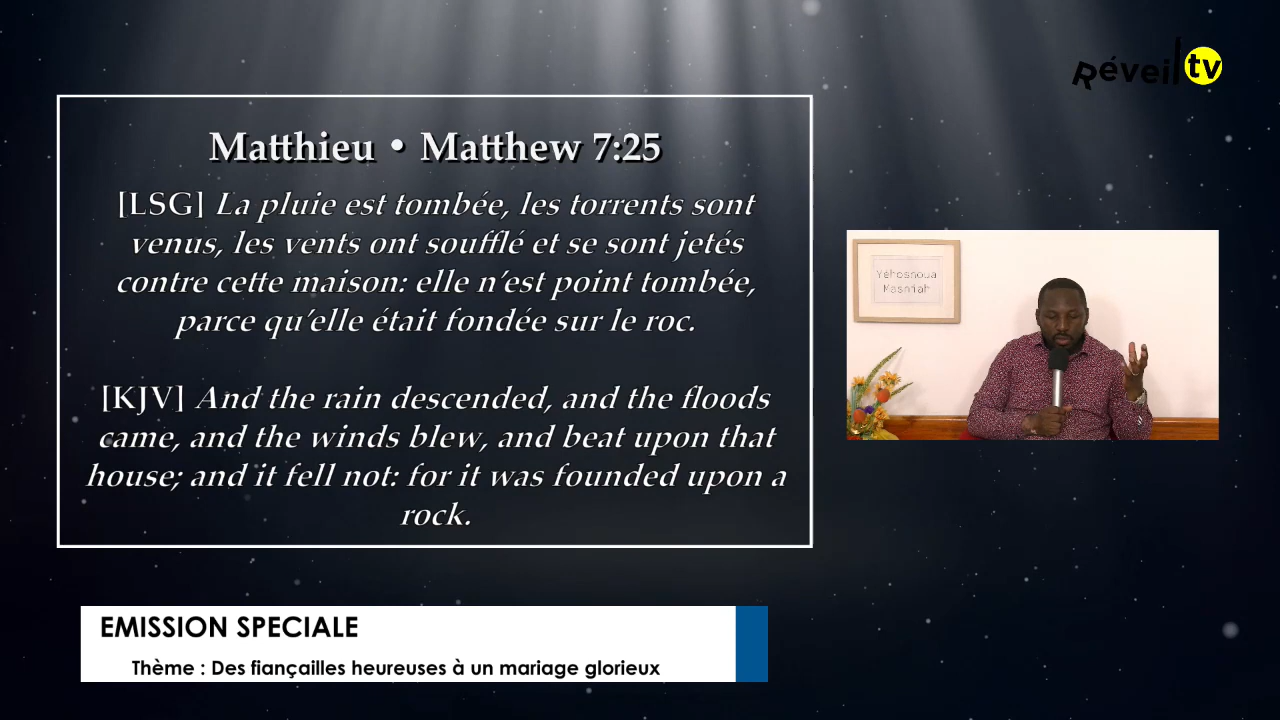 Réveil tv
Matthieu • Matthew 7:25
[LSG] La pluie est tombée, les torrents sont
venus, les vents ont soufflé et se sont jetés
contre cette maison: elle n’est point tombée,
parce qu’elle était fondée sur le roc.
[KJV] And the rain descended, and the floods
came, and the winds blew, and beat upon that
house; and it fell not: for it was founded upon a
rock.
Yéhoshoua
Mashiah
EMISSION SPECIALE
Thème : Des fiançailles heureuses à un mariage glorieux